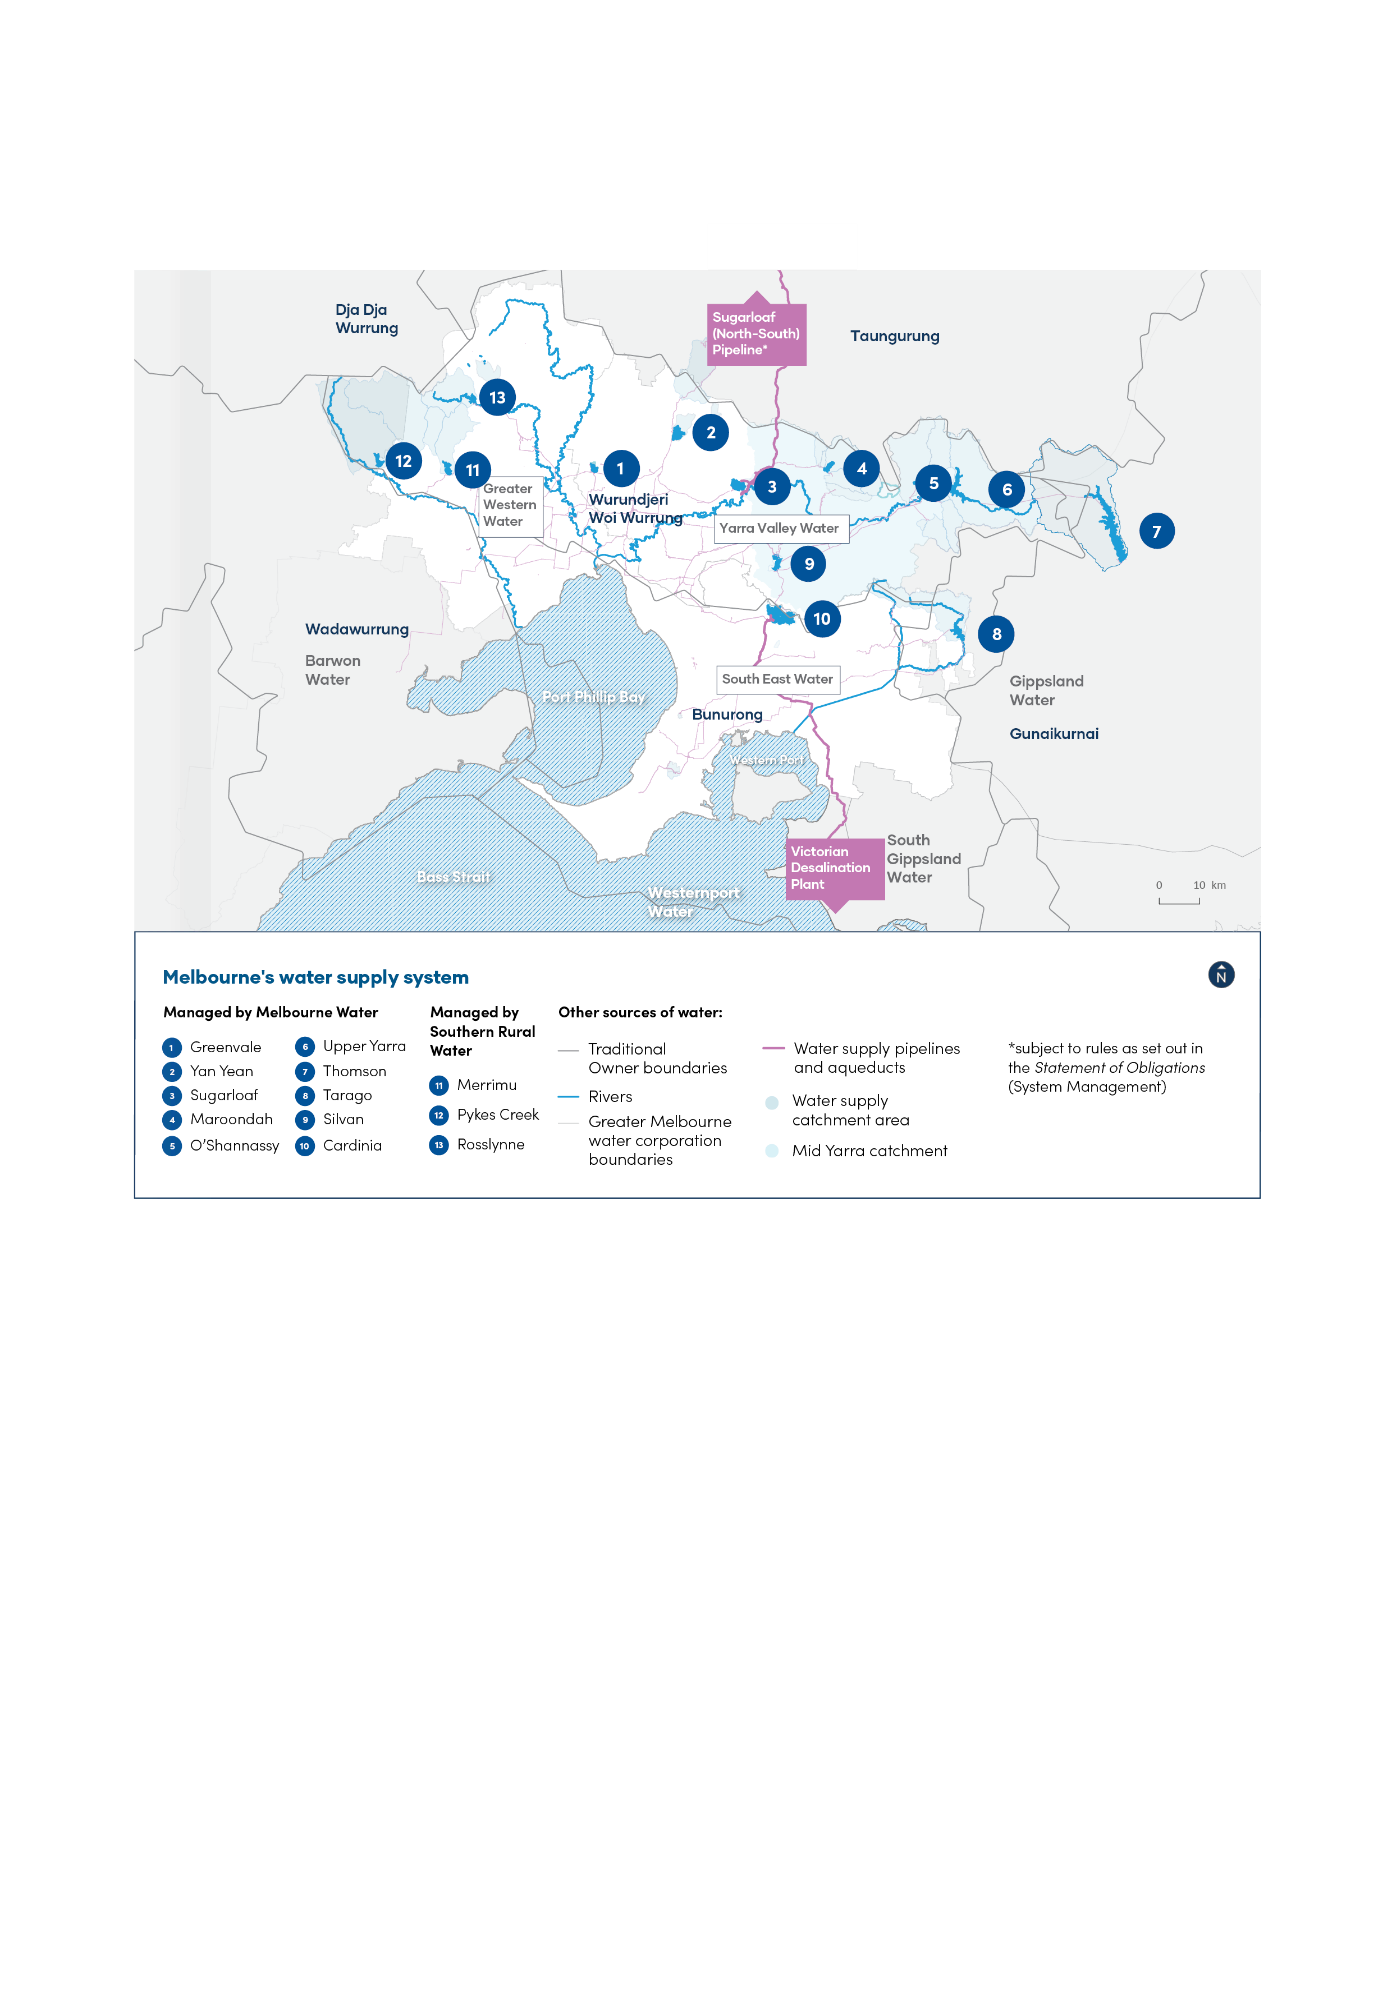 Dja Dja
Wurrung
Sugarloaf
(North-South)
Pipeline*
Taungurung
13
2
12
11
1
3
4
5
6
7
Greater
Western
Water
Wurundjeri
Woi Wurrung
Yarra Valley Water
9
10
8
Wadawurrung
Barwon
Water
South East Water
Port Phillip Bay
Bunurong
Gippsland
Water
Gunaikurnai
Western Port
Victorian
Desalination
Plant
South
Gippsland
Water
Bass Strait
Westernport
Water
0 10 km
Melbourne's water supply system
N
Managed by Melbourne Water
1 Greenvale
2 Yan Yean
3 Sugarloaf
4 Maroondah
5 O'Shannassy
6 Upper Yarra
7 Thomson
8 Tarago
9 Silvan
10 Cardinia
Managed by
Southern Rural
Water
11 Merrimu
12 Pykes Creek
13 Rosslynne
Other sources of water:
Traditional
Owner boundaries
Rivers
Greater Melbourne
water corporation
boundaries
Water supply pipelines
and aqueducts
Water supply
catchment area
Mid Yarra catchment
*subject to rules as set out in
the Statement of Obligations
(System Management)